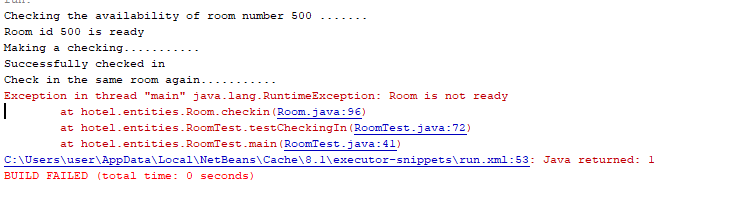 run:
Checking the availability of room number 500 .......
Room id 500 is ready
Making a checking...........
Successfully checked in
Check in the same room again...........
Exception in thread "main" java.lang.RuntimeException: Room is not ready
at hotel.entities.Room.checkin(Room.java:96)
at hotel.entities.RoomTest.testCheckingIn(RoomTest.java:72)
at hotel.entities.RoomTest.main(RoomTest.java:41)
C:\Users\user\AppData\Local\NetBeans\Cache\8.1\executor-snippets\run.xml:53: Java returned: 1
BUILD FAILED (total time: 0 seconds)